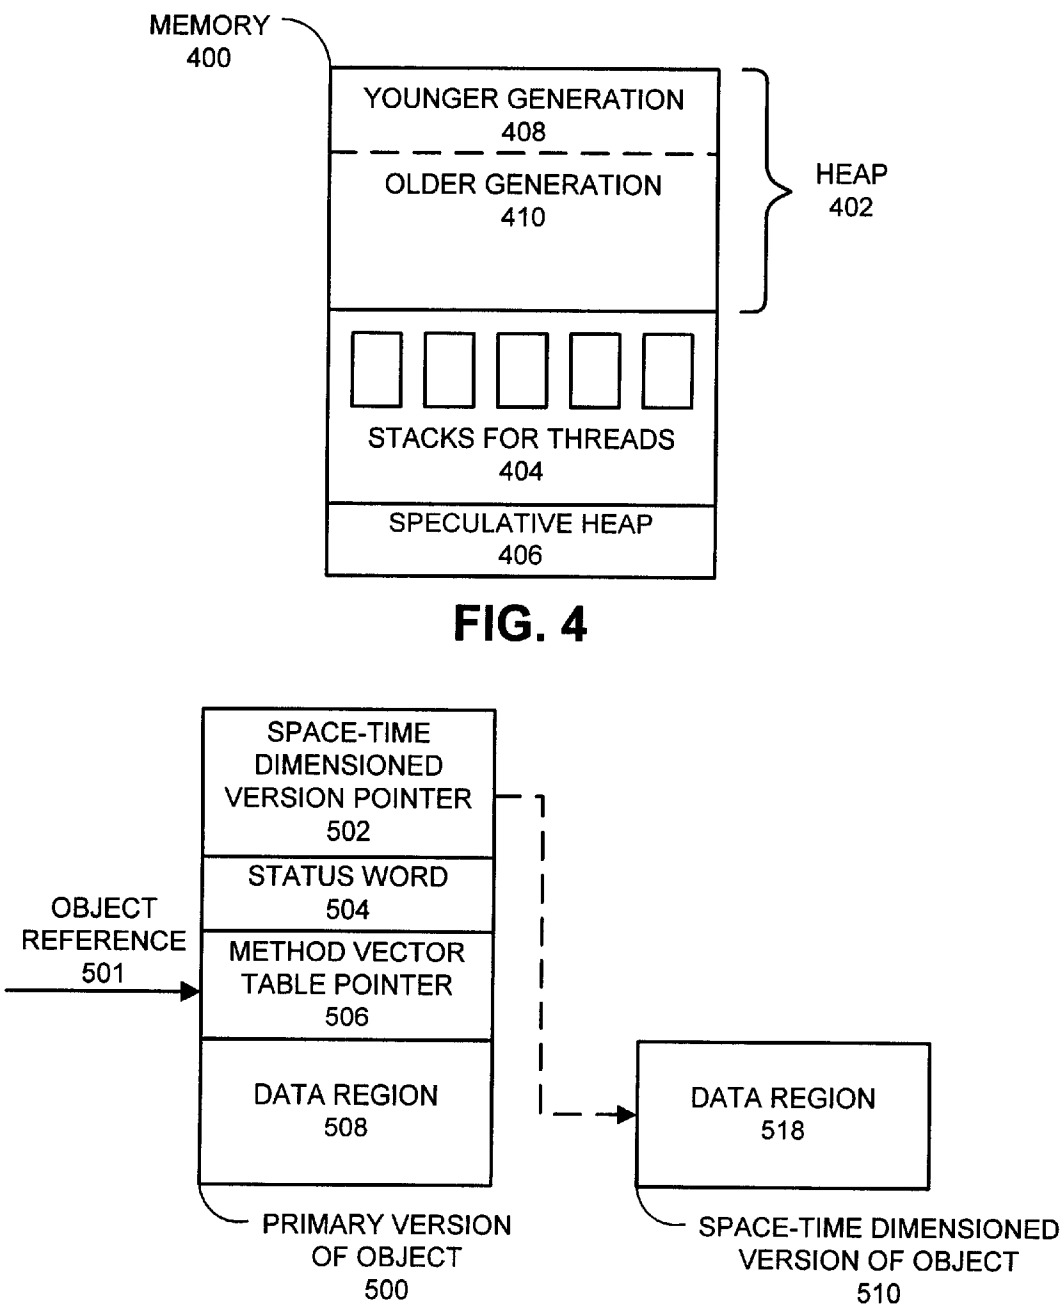 MEMORY
400
YOUNGER GENERATION
408
OLDER GENERATION
410
HEAP
402
STACKS FOR THREADS
404
SPECULATIVE HEAP
406
FIG. 4
SPACE-TIME
DIMENSIONED
VERSION POINTER
502
STATUS WORD
504
OBJECT
REFERENCE
501
METHOD VECTOR
TABLE POINTER
506
DATA REGION
508
DATA REGION
518
PRIMARY VERSION
OF OBJECT
500
SPACE-TIME DIMENSIONED
VERSION OF OBJECT
510